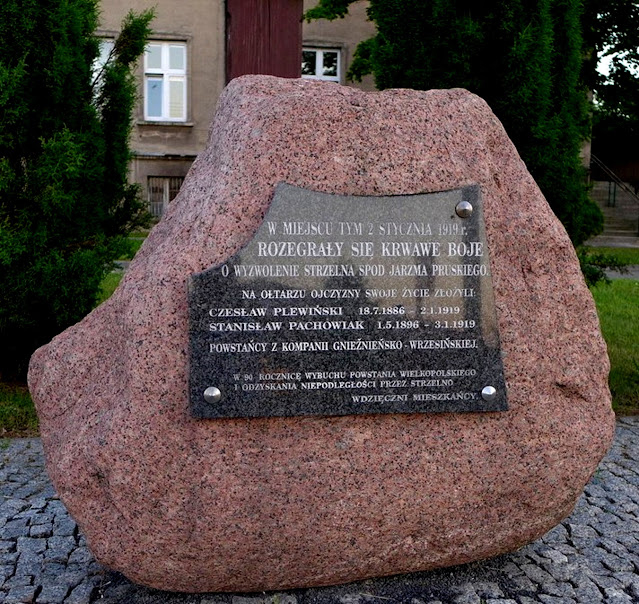 W MIEJSCU TYM 2 STYCZNIA 1919 r.
ROZEGRAŁY SIĘ KRWAWE BOJE
O WYZWOLENIE STRZELNA SPOD JARZMA PRUSKIEGO.
NA OŁTARZU OJCZYZNY SWOJE ŻYCIE ZŁOŻYLI:
CZESŁAW PLEWIŃSKI 18.7.1886 - 2.1.1919
STANISŁAW PACHOWIAK 1.5.1896 - 3.1.1919
POWSTAŃCY Z KOMPANII GNIEŹNIEŃSKO - WRZESIŃSKIEJ.
W 90 ROCZNICĘ WYBUCHU POWSTANIA WIELKOPOLSKIEGO
I ODZYSKANIA NIEPODLEGŁOŚCI PRZEZ STRZELNO
WDZIĘCZNI MIESZKAŃCY.